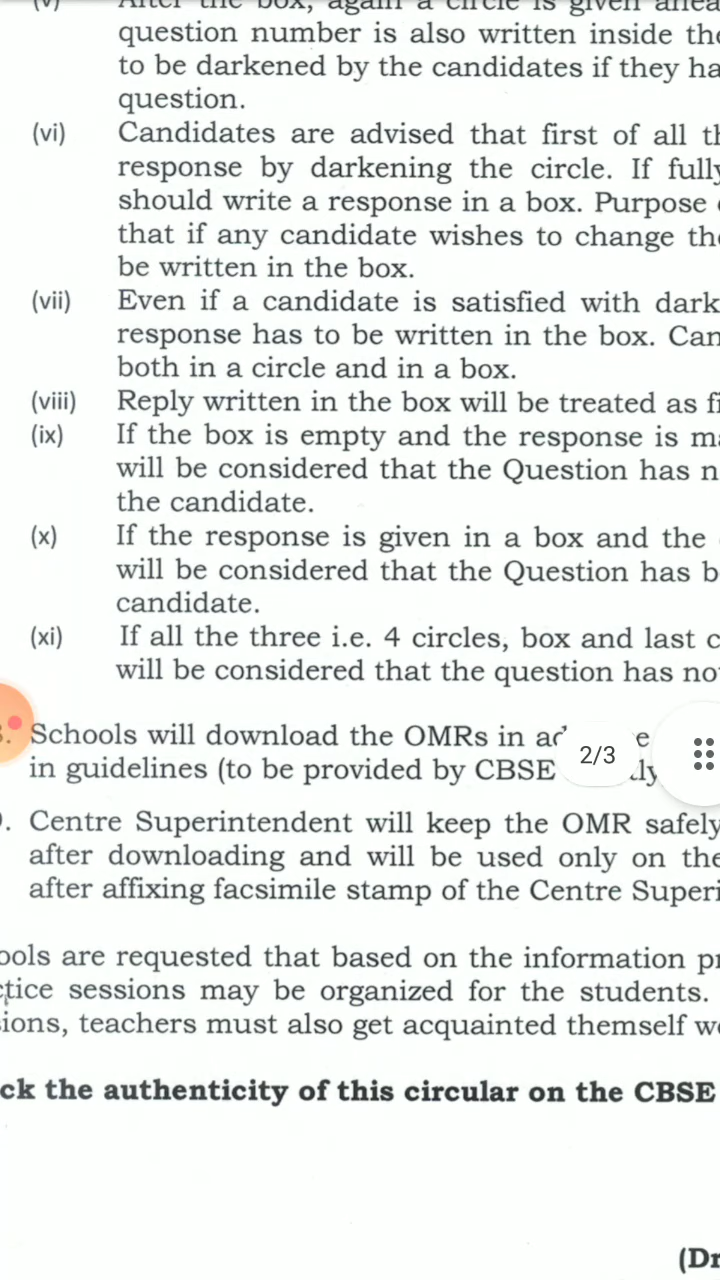 question number is also written inside the
to be darkened by the candidates if they ha
question.
(vi) Candidates are advised that first of all th
response by darkening the circle. If fully
should write a response in a box. Purpose
that if any candidate wishes to change the
be written in the box.
(vii) Even if a candidate is satisfied with dark
response has to be written in the box. Can
both in a circle and in a box.
(viii) Reply written in the box will be treated as fi
(ix) If the box is empty and the response is ma
will be considered that the Question has n
the candidate.
(x) If the response is given in a box and the
will be considered that the Question has b
candidate.
(xi) If all the three i.e. 4 circles, box and last c
will be considered that the question has no
Schools will download the OMRs in
2/3
in guidelines (to be provided by CBSE
. Centre Superintendent will keep the OMR safely
after downloading and will be used only on the
after affixing facsimile stamp of the Centre Superi
ools are requested that based on the information pr
tice sessions may be organized for the students.
ions, teachers must also get acquainted themself we
ck the authenticity of this circular on the CBSE
(Dr